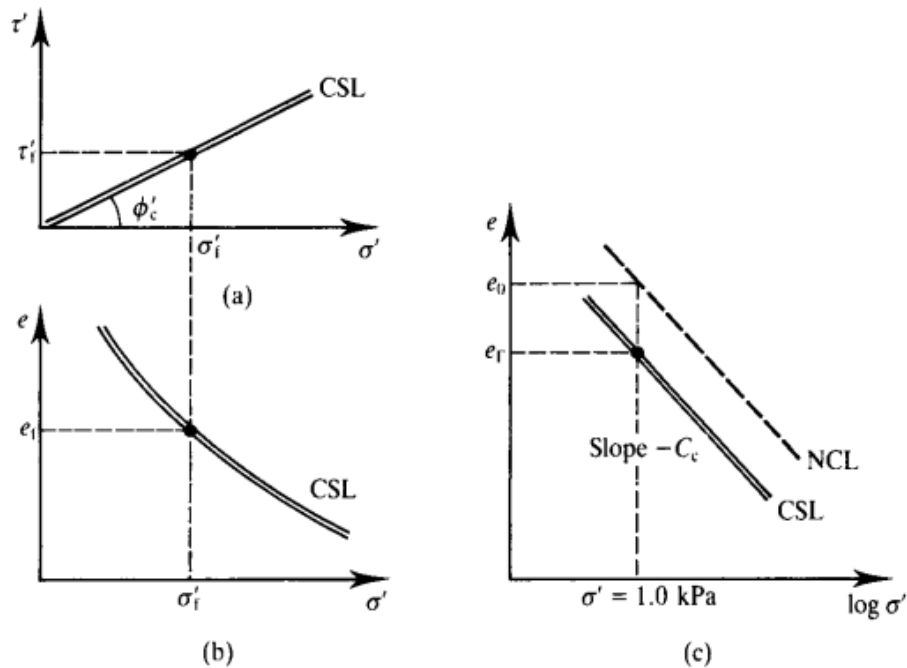 τ′
CSL
τ′f
ϕ′c
σ′f
σ′
(a)
e
ef
CSL
σ′f
σ′
(b)
e
e0
eΓ
Slope −Cc
NCL
CSL
σ′ = 1.0 kPa
log σ′
(c)